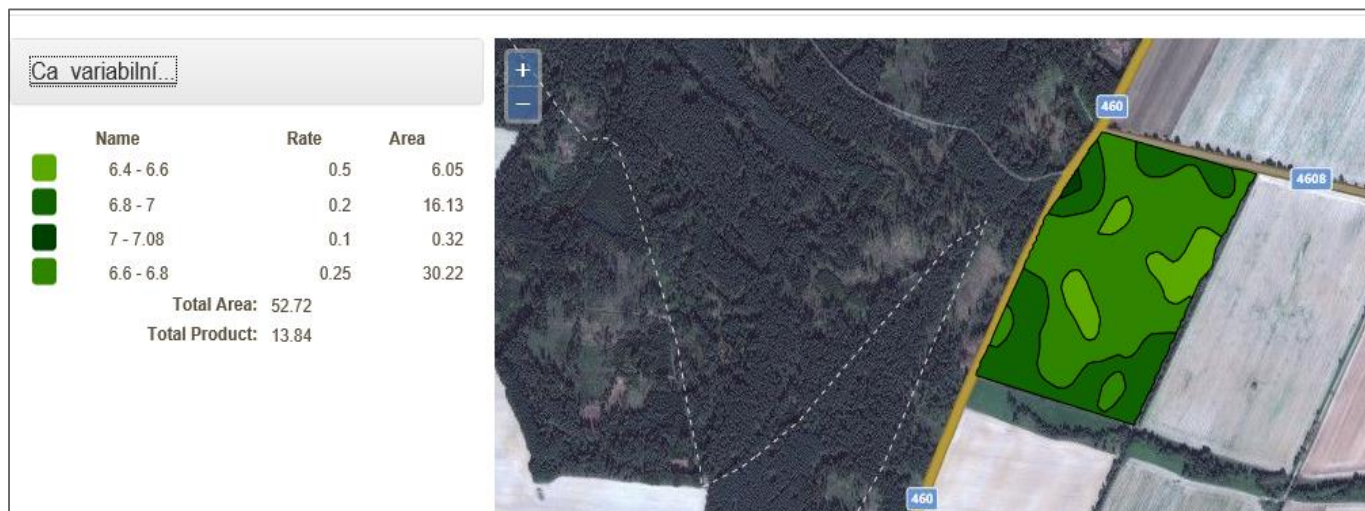 Ca variabilní...
Name Rate Area
6.4 - 6.6 0.5 6.05
6.8 - 7 0.2 16.13
7 - 7.08 0.1 0.32
6.6 - 6.8 0.25 30.22
Total Area: 52.72
Total Product: 13.84
+
−
460
4608
460